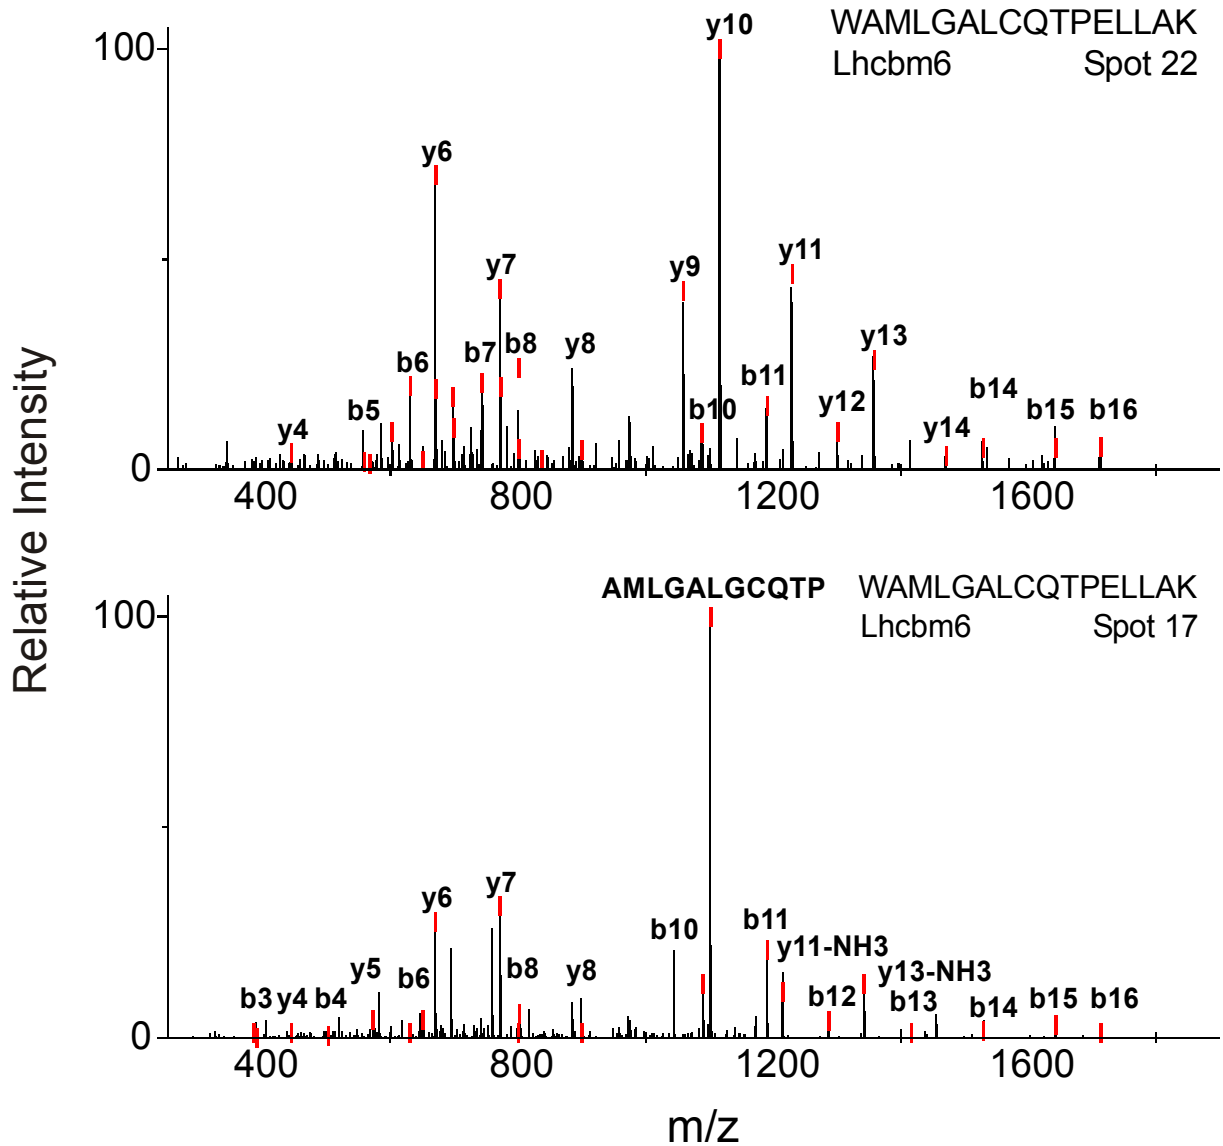 WAMLGALCQTPELLAK
Lhcbm6 Spot 22
100
y10
y6
y7
y9
y11
y13
b6
b7
b8
y8
b11
b14
y4
b5
b10
y12
y14
b15
b16
0
400 800 1200 1600
Relative Intensity
AMLGALGCQTP
WAMLGALCQTPELLAK
Lhcbm6 Spot 17
100
y6
y7
b10
b11
y11-NH3
y13-NH3
y5
b6
b8
y8
b3
y4
b4
b12
b13
b14
b15
b16
0
400 800 1200 1600
m/z